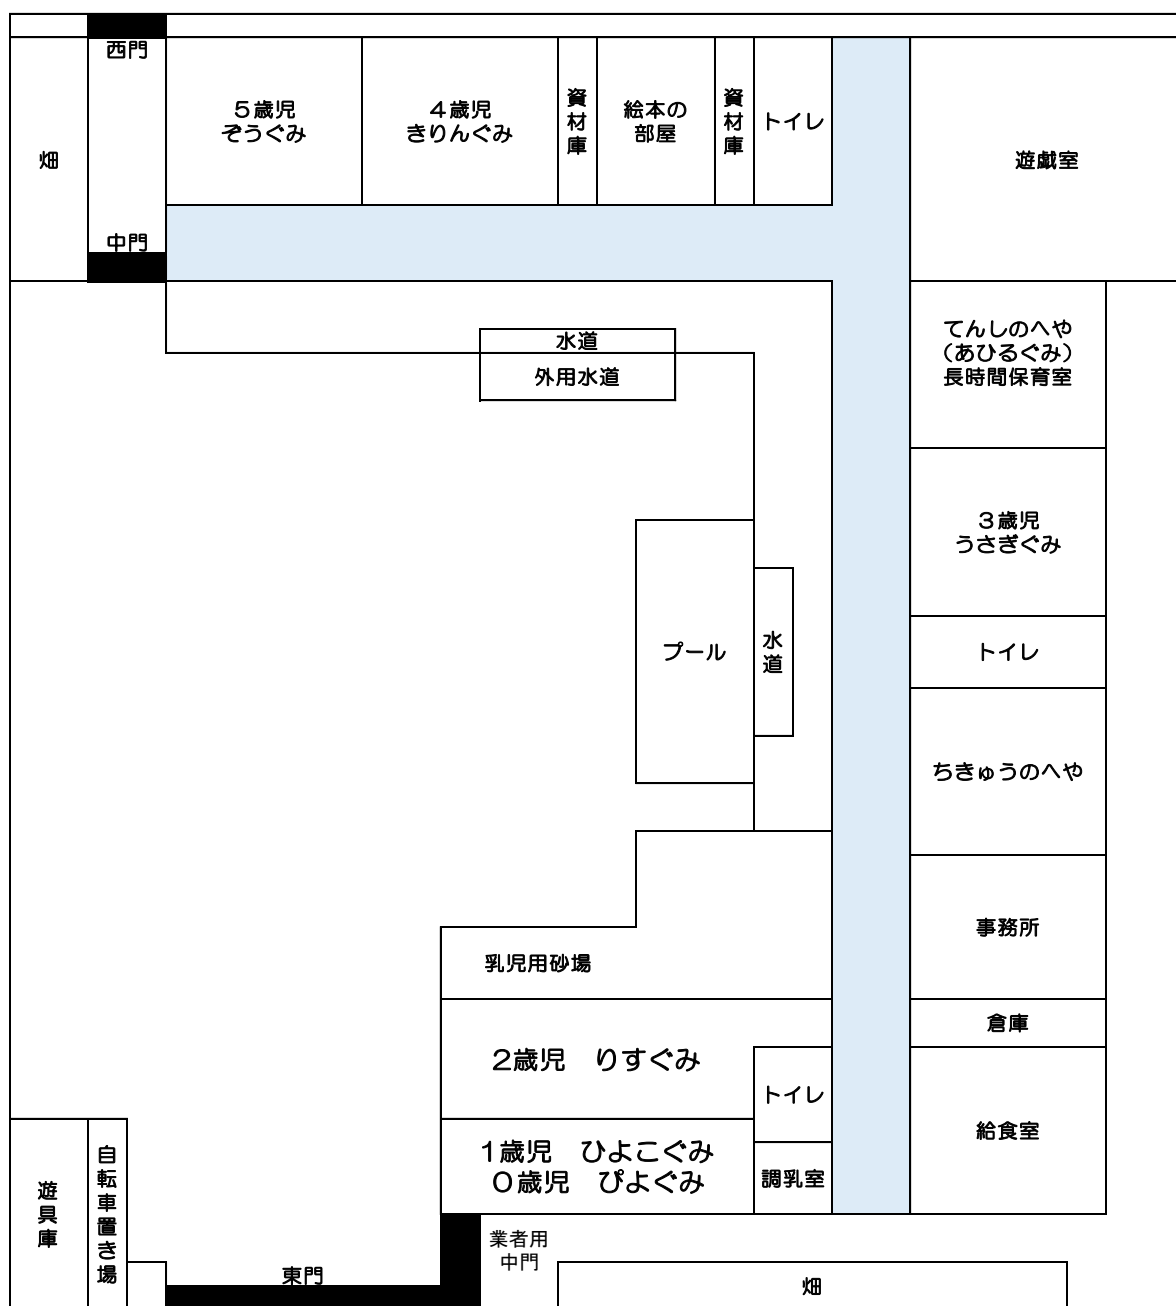 西門
5歳児
ぞうぐみ
4歳児
きりんぐみ
資材庫
絵本の
部屋
資材庫
トイレ
畑
遊戯室
中門
てんしのへや
（あひるぐみ）
長時間保育室
水道
外用水道
3歳児
うさぎぐみ
プール
水道
トイレ
ちきゅうのへや
事務所
乳児用砂場
倉庫
2歳児　りすぐみ
トイレ
給食室
1歳児　ひよこぐみ
0歳児　ぴよぐみ
調乳室
遊具庫
自転車置き場
業者用
中門
東門
畑